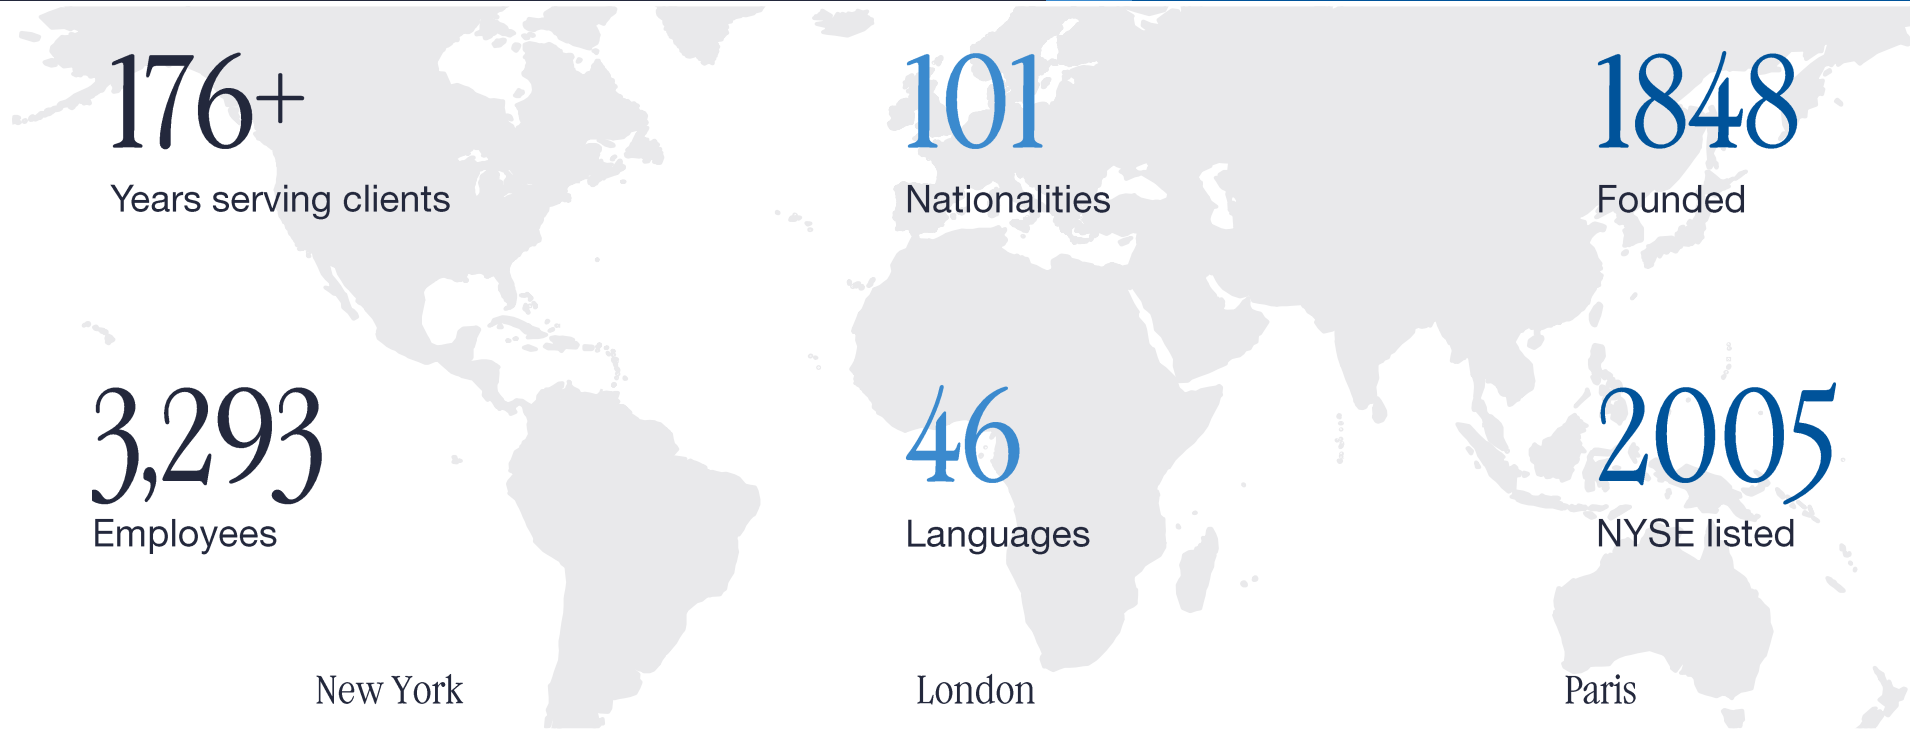 176+
Years serving clients
101
Nationalities
1848
Founded
3,293
Employees
46
Languages
2005
NYSE listed
New York
London
Paris